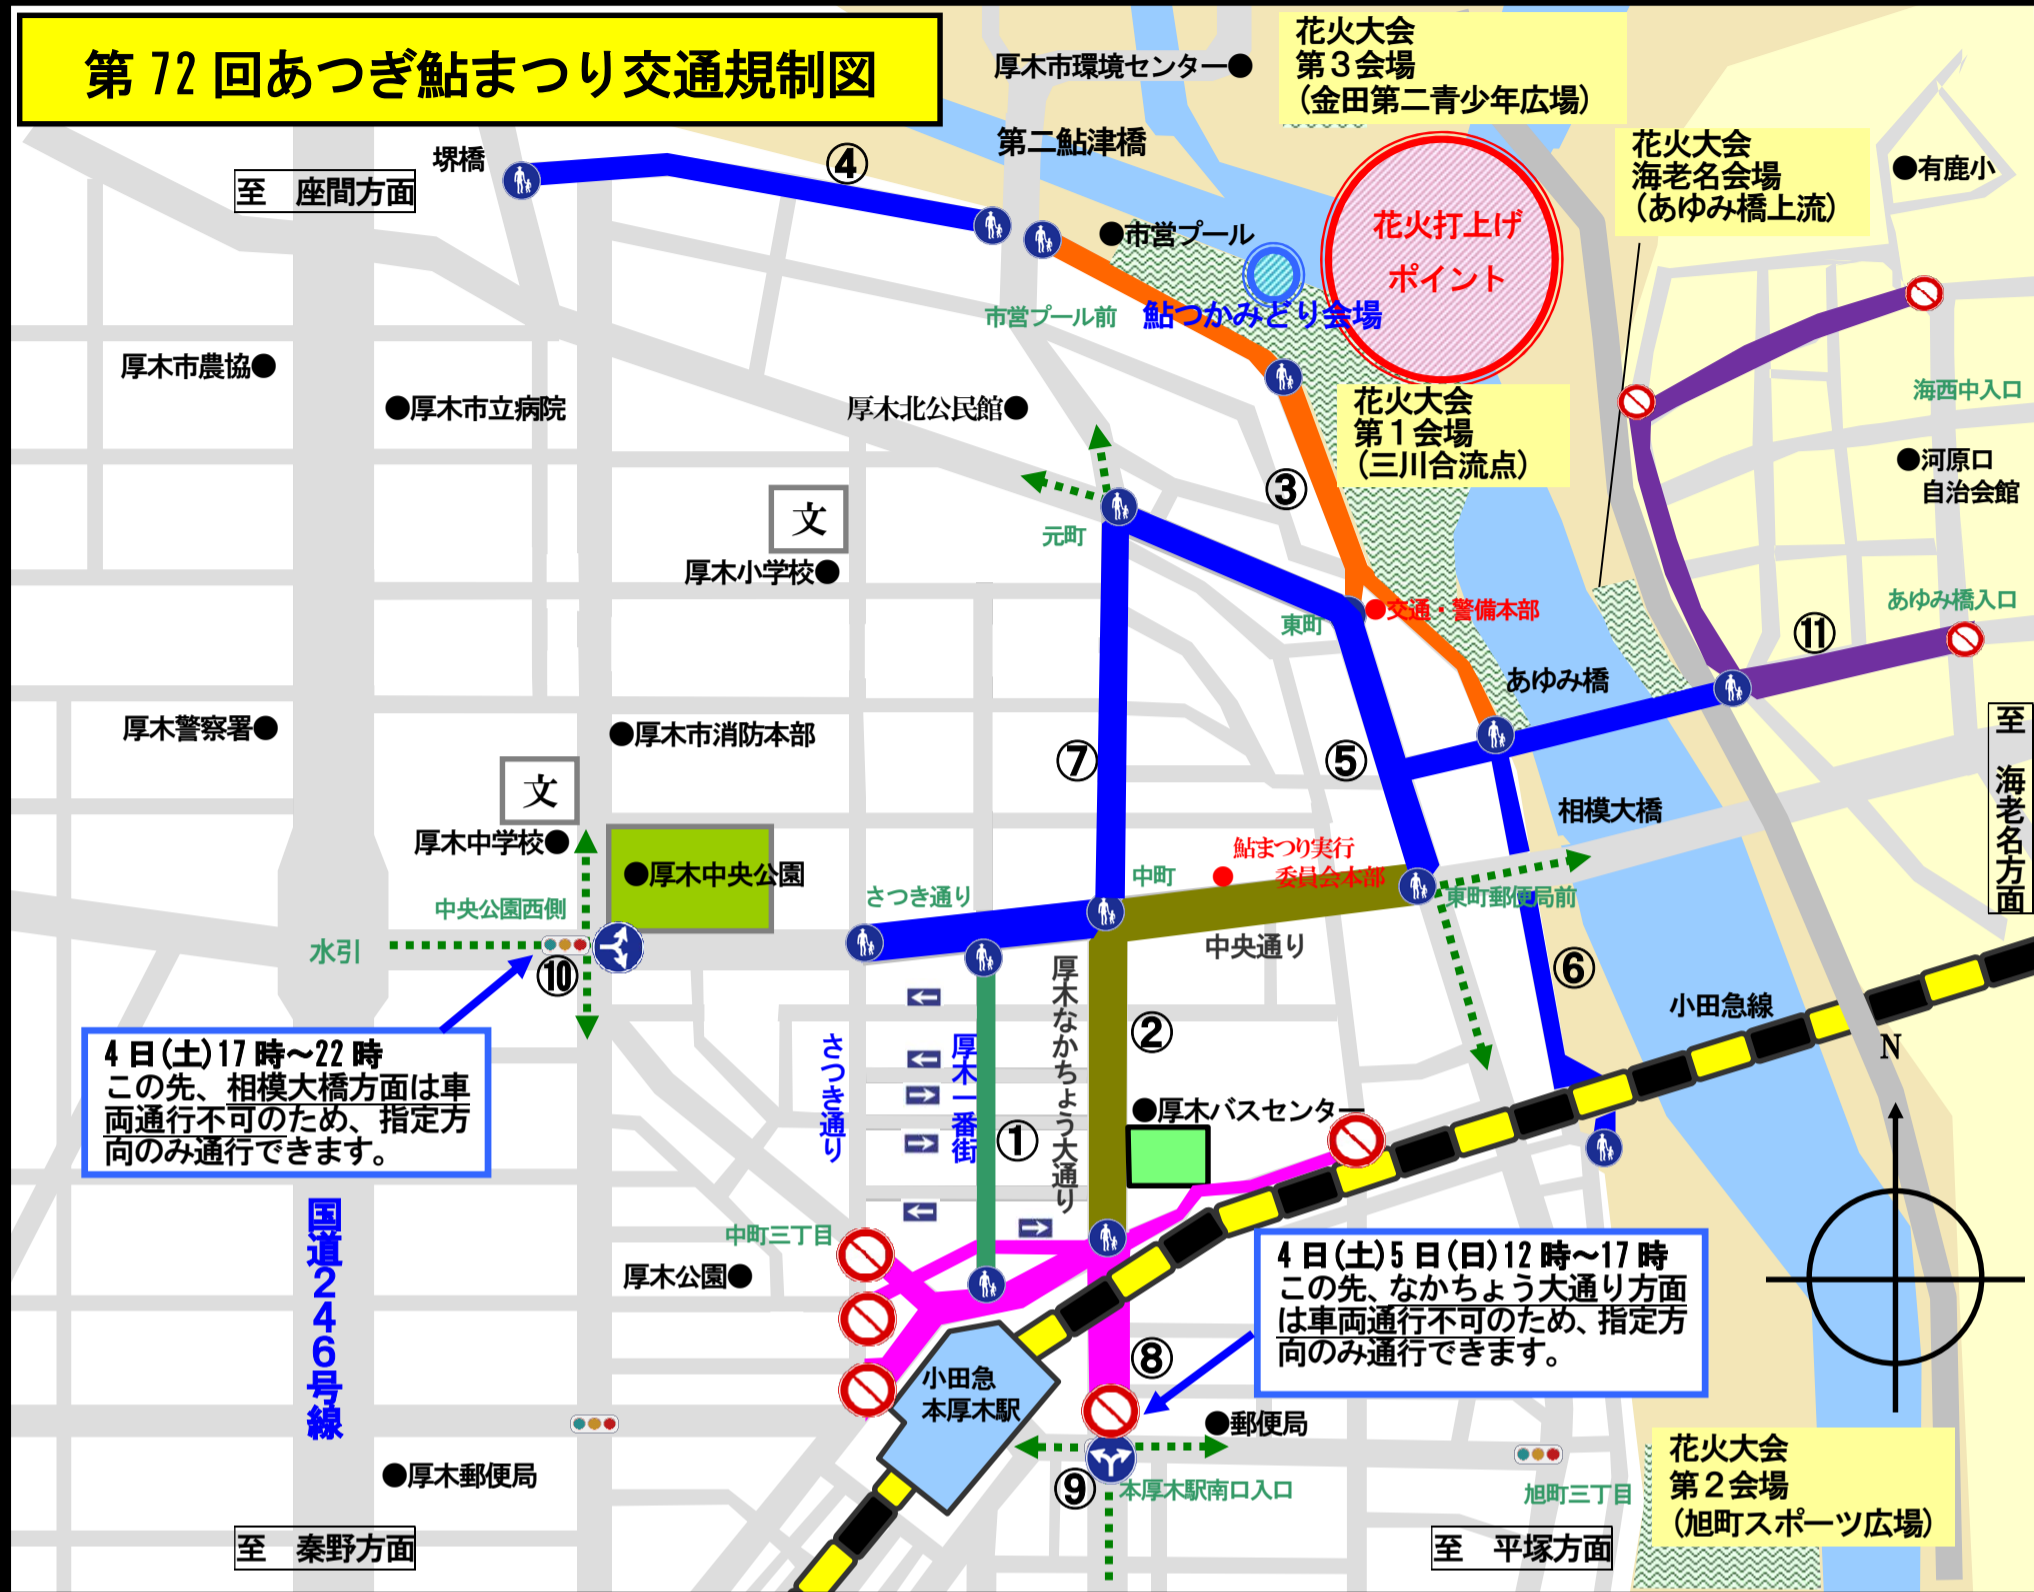 第72回あつぎ鮎まつり交通規制図
厚木市環境センター●
花火大会
第3会場
（金田第二青少年広場）
第二鮎津橋
花火大会
海老名会場
（あゆみ橋上流）
●有鹿小
堺橋
④
至　座間方面
●市営プール
花火打上げ
ポイント
市営プール前
鮎つかみどり会場
厚木市農協●
●厚木市立病院
厚木北公民館●
花火大会
第1会場
（三川合流点）
海西中入口
●河原口
自治会館
③
文
元町
厚木小学校●
東町
●交通・警備本部
あゆみ橋入口
⑪
あゆみ橋
厚木警察署●
●厚木市消防本部
⑦
⑤
至　海老名方面
文
厚木中学校●
相模大橋
●厚木中央公園
鮎まつり実行
委員会本部
中町
さつき通り
東町郵便局前
中央公園西側
水引
⑩
中央通り
⑥
小田急線
N
4日(土)17時～22時
この先、相模大橋方面は車
両通行不可のため、指定方
向のみ通行できます。
さつき通り
厚木一番街
①
厚木なかちょう大通り
②
●厚木バスセンター
国道246号線
中町三丁目
厚木公園●
4日(土)5日(日)12時～17時
この先、なかちょう大通り方面
は車両通行不可のため、指定方
向のみ通行できます。
⑧
小田急
本厚木駅
●郵便局
●厚木郵便局
⑨
本厚木駅南口入口
旭町三丁目
花火大会
第2会場
（旭町スポーツ広場）
至　秦野方面
至　平塚方面